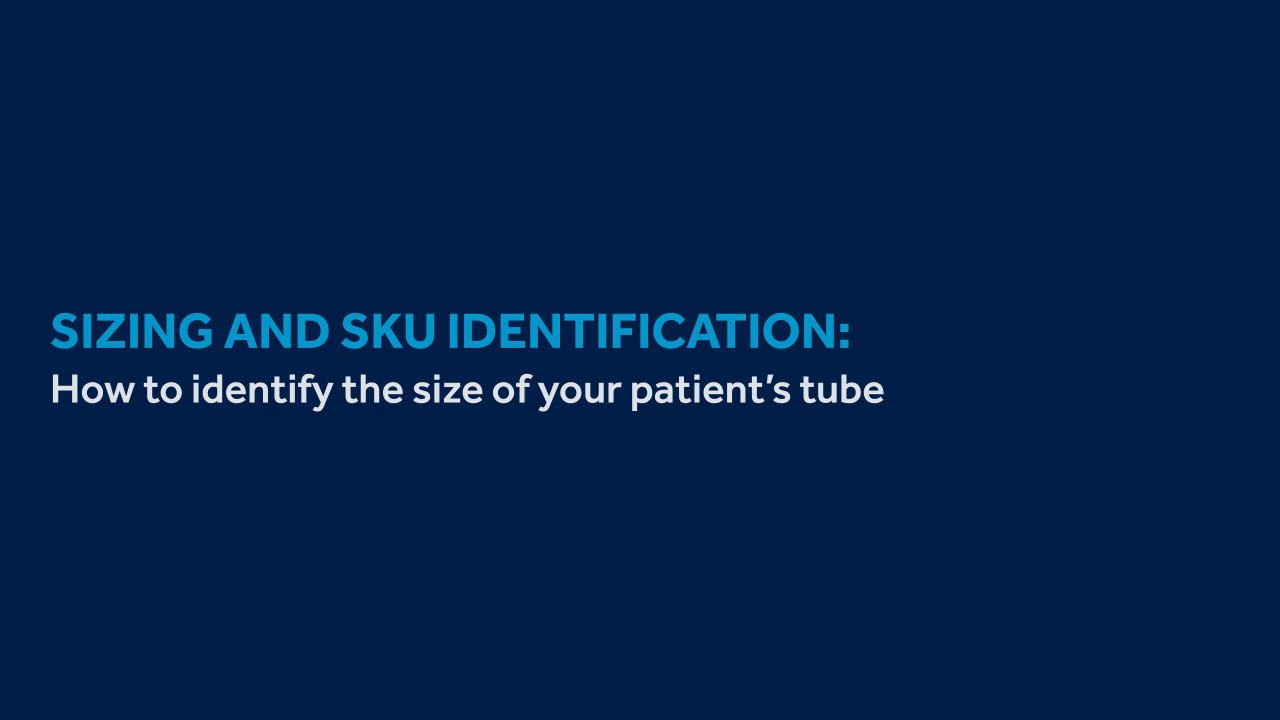 SIZING AND SKU IDENTIFICATION:
How to identify the size of your patient’s tube